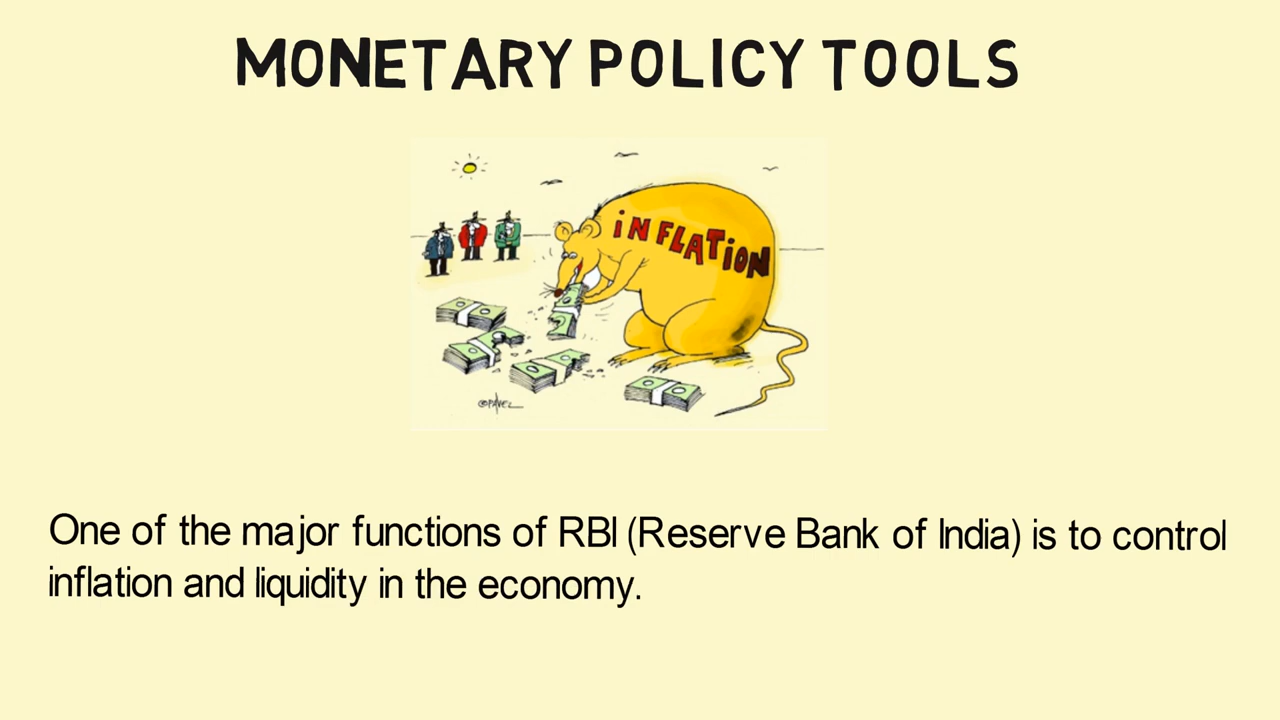 MONETARY POLICY TOOLS
INFLATION
©PAVEL
One of the major functions of RBI (Reserve Bank of India) is to control
inflation and liquidity in the economy.